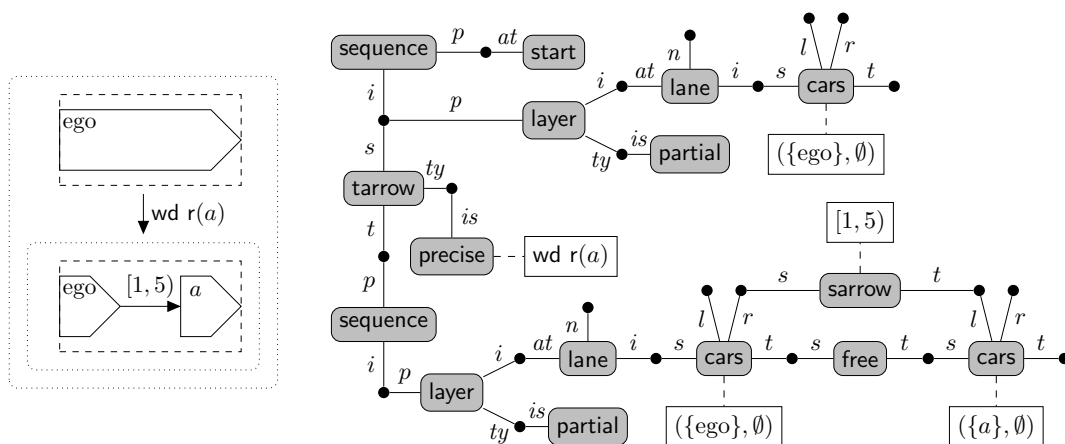 ego
wd r(a)
ego
[1, 5)
a
sequence
p
at
start
i
p
layer
i
at
n
lane
i
s
l
r
cars
t
({ego}, ∅)
ty
is
partial
s
tarrow
ty
is
t
precise
wd r(a)
p
sequence
i
p
layer
i
at
n
lane
i
s
l
r
cars
t
s
free
t
s
l
r
cars
t
s
sarrow
t
[1, 5)
ty
is
partial
({ego}, ∅)
({a}, ∅)